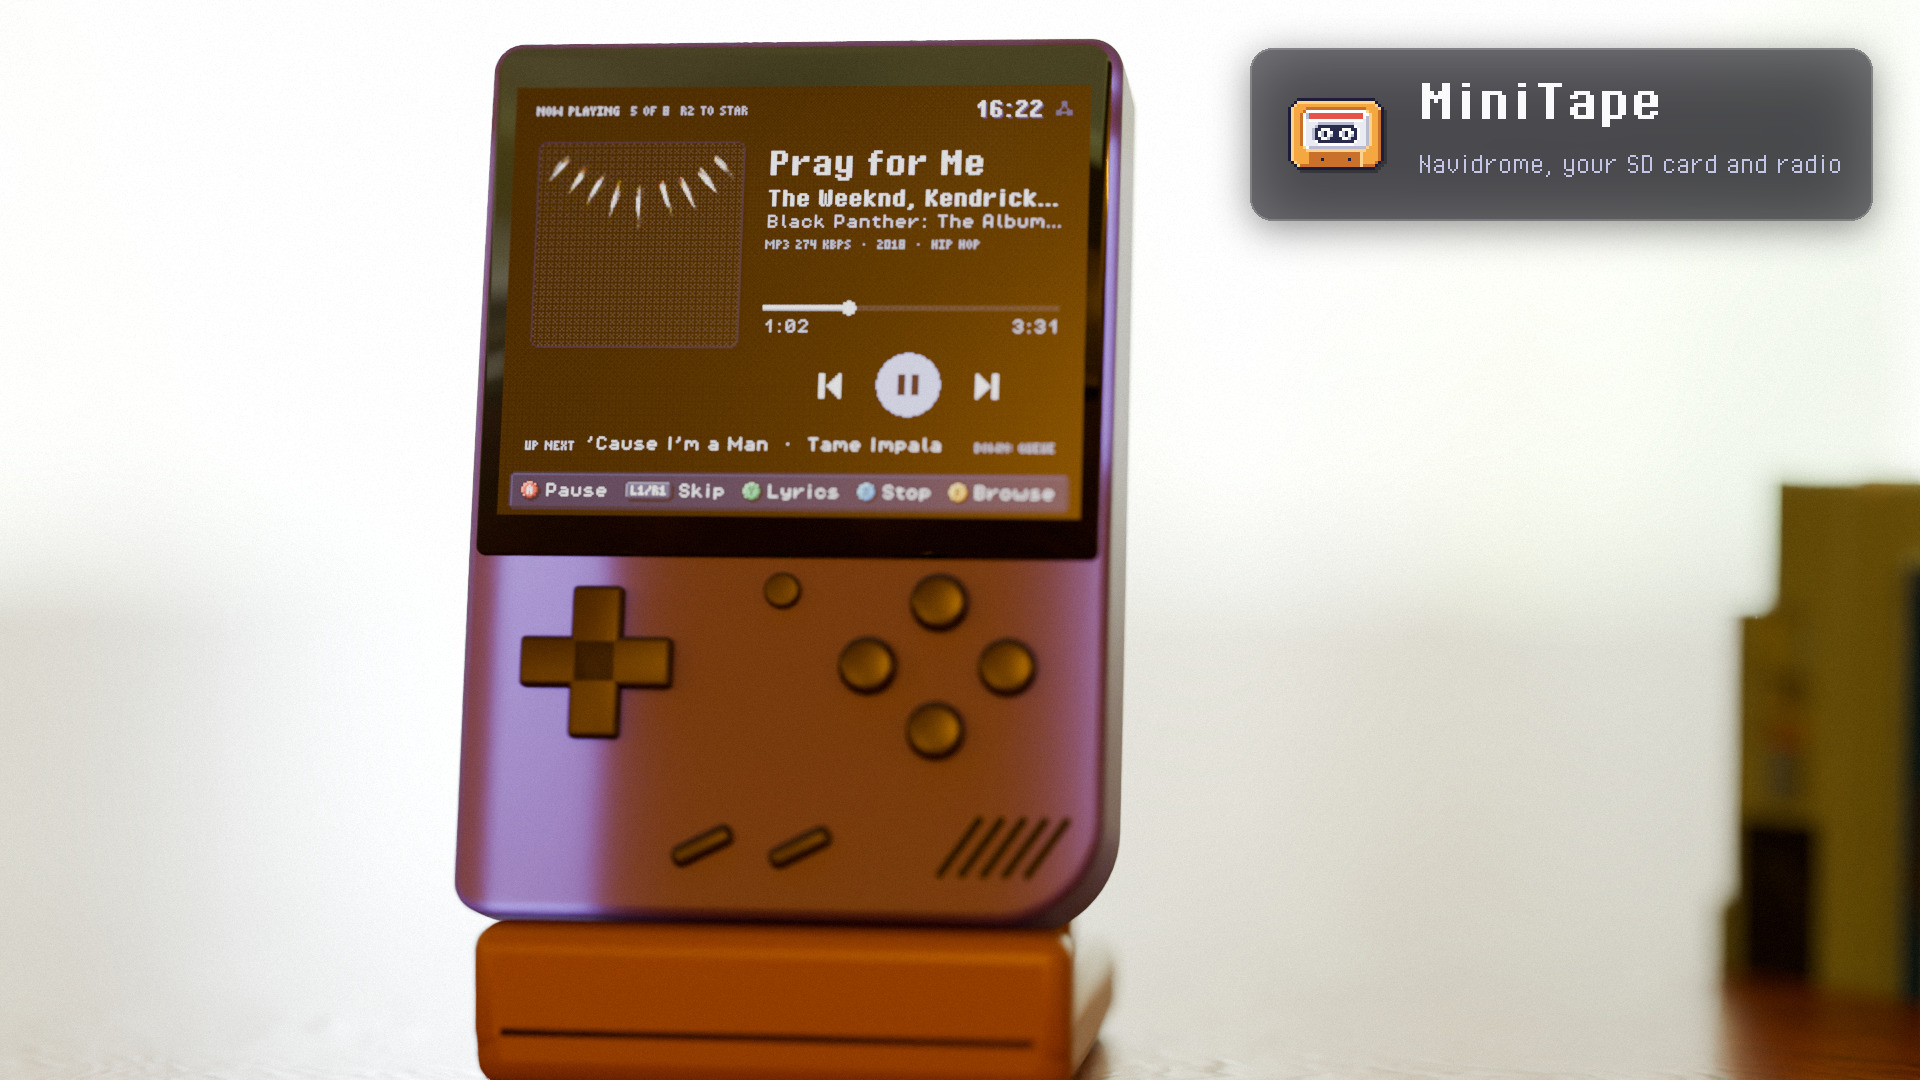 NOW PLAYING 5 OF 8 R2 TO STAR
16:22
Pray for Me
The Weeknd, Kendrick...
Black Panther: The Album...
MP3 274 KBPS · 2018 · HIP HOP
1:02
3:31
UP NEXT 'Cause I'm a Man · Tame Impala
A Pause L1/R1 Skip Y Lyrics X Stop Browse
MiniTape
Navidrome, your SD card and radio